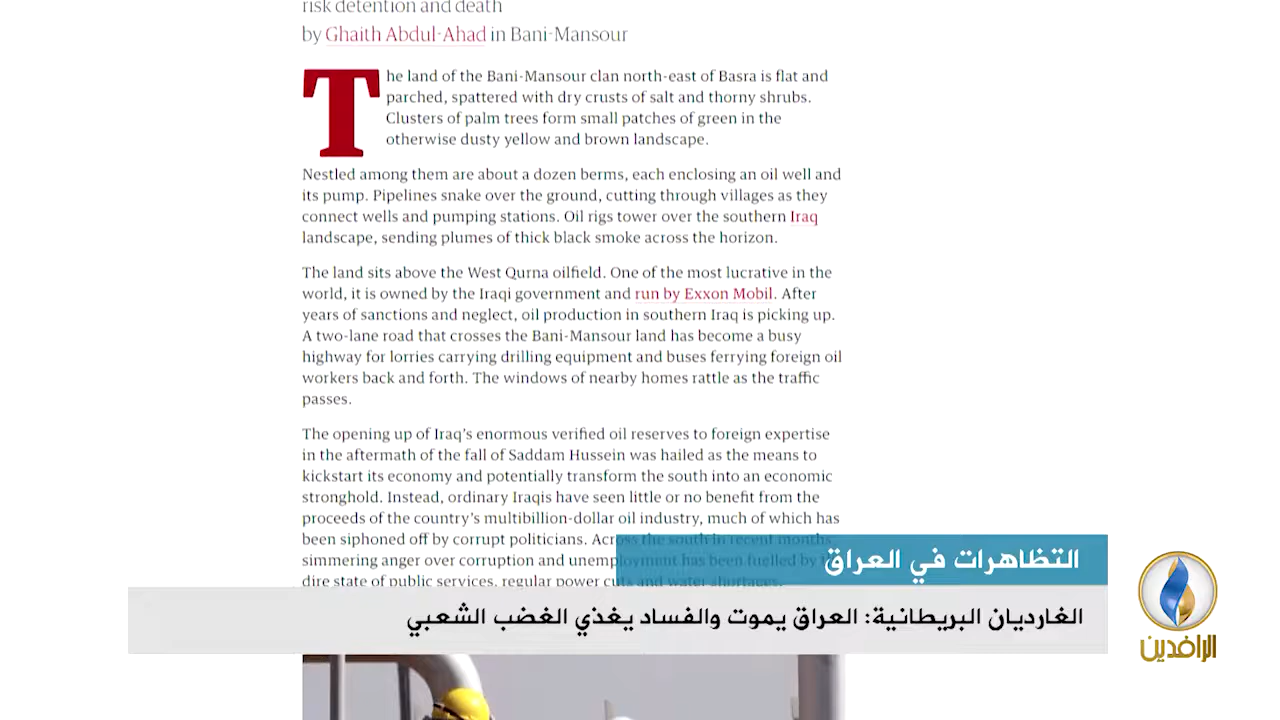 risk detention and death
by Ghaith Abdul-Ahad in Bani-Mansour
The land of the Bani-Mansour clan north-east of Basra is flat and
parched, spattered with dry crusts of salt and thorny shrubs.
Clusters of palm trees form small patches of green in the
otherwise dusty yellow and brown landscape.
Nestled among them are about a dozen berms, each enclosing an oil well and
its pump. Pipelines snake over the ground, cutting through villages as they
connect wells and pumping stations. Oil rigs tower over the southern Iraq
landscape, sending plumes of thick black smoke across the horizon.
The land sits above the West Qurna oilfield. One of the most lucrative in the
world, it is owned by the Iraqi government and run by Exxon Mobil. After
years of sanctions and neglect, oil production in southern Iraq is picking up.
A two-lane road that crosses the Bani-Mansour land has become a busy
highway for lorries carrying drilling equipment and buses ferrying foreign oil
workers back and forth. The windows of nearby homes rattle as the traffic
passes.
The opening up of Iraq's enormous verified oil reserves to foreign expertise
in the aftermath of the fall of Saddam Hussein was hailed as the means to
kickstart its economy and potentially transform the south into an economic
stronghold. Instead, ordinary Iraqis have seen little or no benefit from the
proceeds of the country's multibillion-dollar oil industry, much of which has
been siphoned off by corrupt politicians. Across the south in recent months
simmering anger over corruption and unemployment has been fuelled by
dire state of public services, regular power cuts and water shortages.
التظاهرات في العراق
الغارديان البريطانية: العراق يموت والفساد يغذي الغضب الشعبي
الرافدين